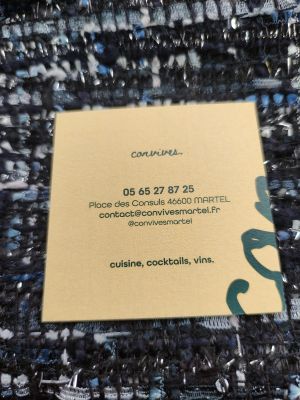 convives.
05 65 27 87 25
Place des Consuls 46600 MARTEL
contact@convivesmartel.fr
@convivesmartel
cuisine, cocktails, vins.